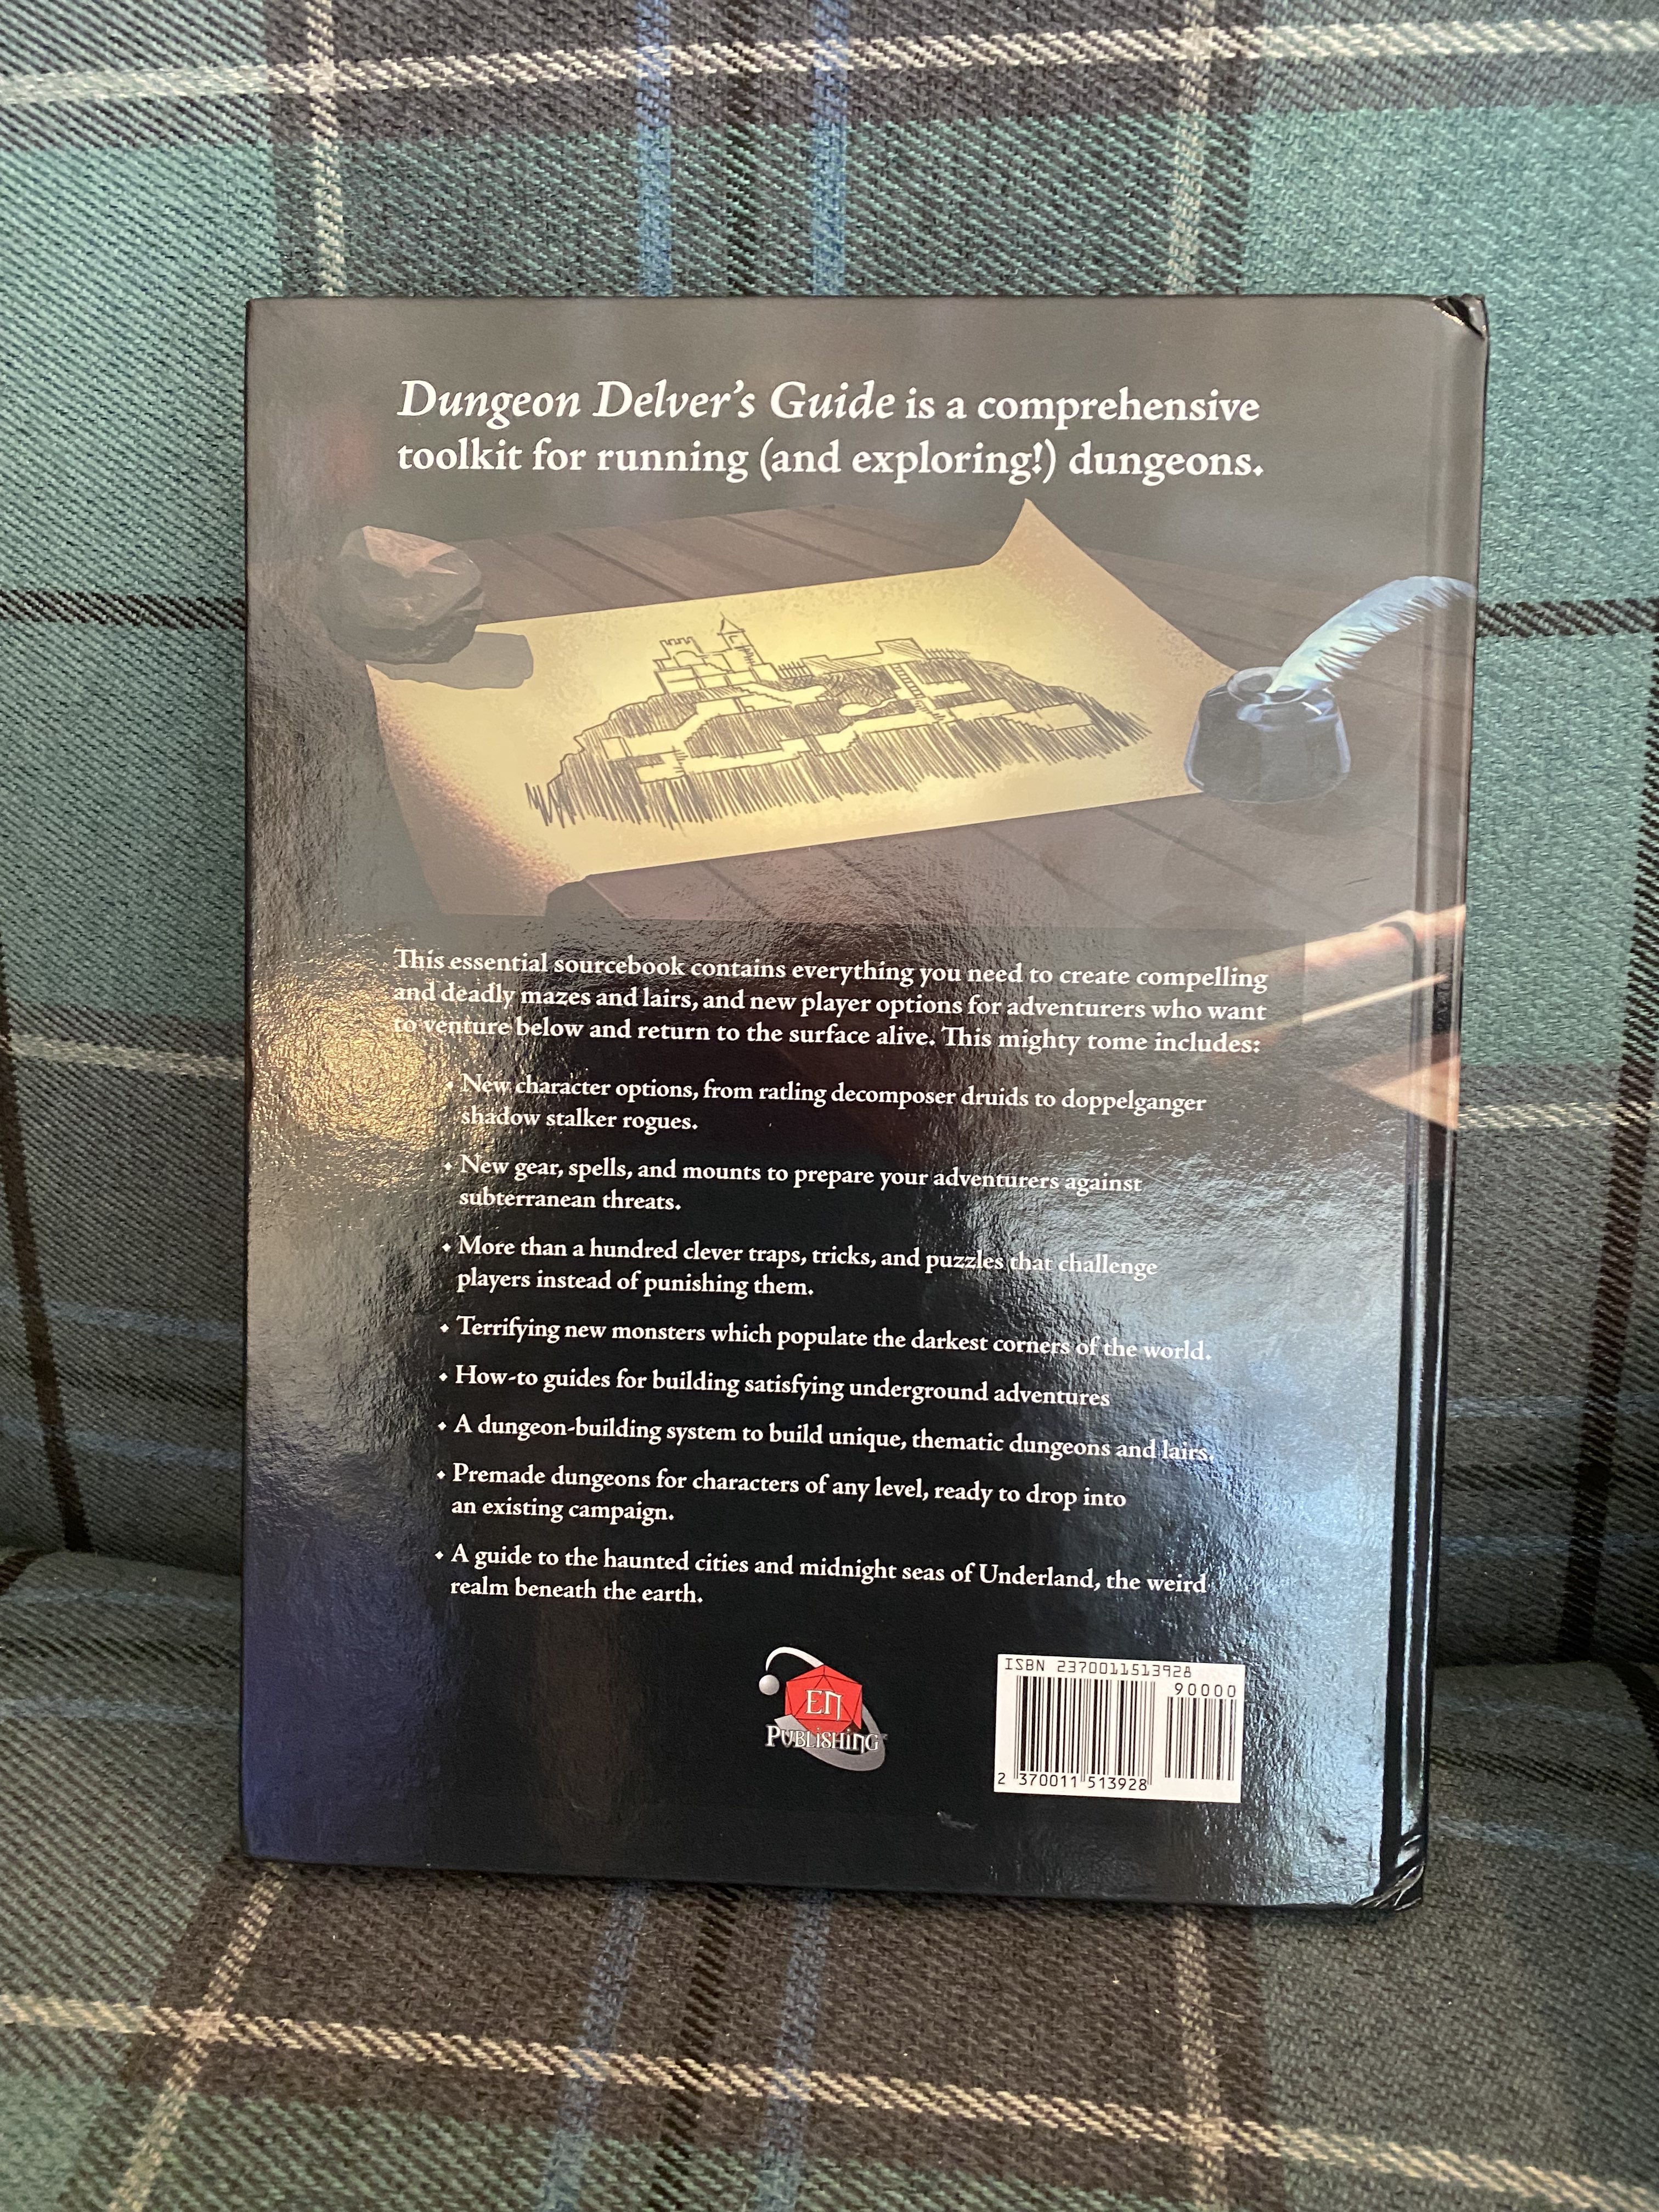 Dungeon Delver's Guide is a comprehensive
toolkit for running (and exploring!) dungeons.
This essential sourcebook contains everything you need to create compelling
and deadly mazes and lairs, and new player options for adventurers who want
to venture below and return to the surface alive. This mighty tome includes:
• New character options, from ratling decomposer druids to doppelganger
shadow stalker rogues.
• New gear, spells, and mounts to prepare your adventurers against
subterranean threats.
• More than a hundred clever traps, tricks, and puzzles that challenge
players instead of punishing them.
• Terrifying new monsters which populate the darkest corners of the world.
• How-to guides for building satisfying underground adventures
• A dungeon-building system to build unique, thematic dungeons and lairs.
• Premade dungeons for characters of any level, ready to drop into
an existing campaign.
• A guide to the haunted cities and midnight seas of Underland, the weird
realm beneath the earth.
EN
PUBLISHING
ISBN 2370011513928
90000
2 370011 513928